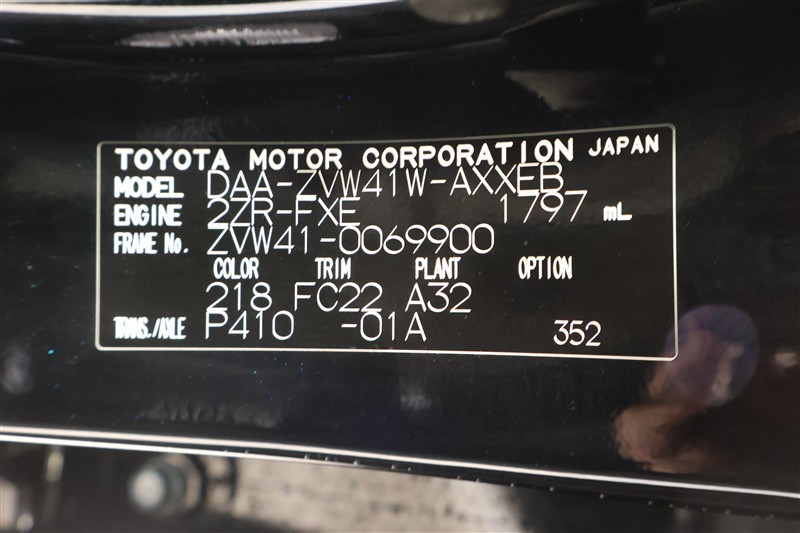 TOYOTA MOTOR CORPORATION JAPAN
MODEL DAA-ZVW41W-AXXEB
ENGINE 2ZR-FXE 1797 mL
FRAME No. ZVW41-0069900
COLOR TRIM PLANT OPTION
218 FC22 A32
TRANS./AXLE P410 -01A 352